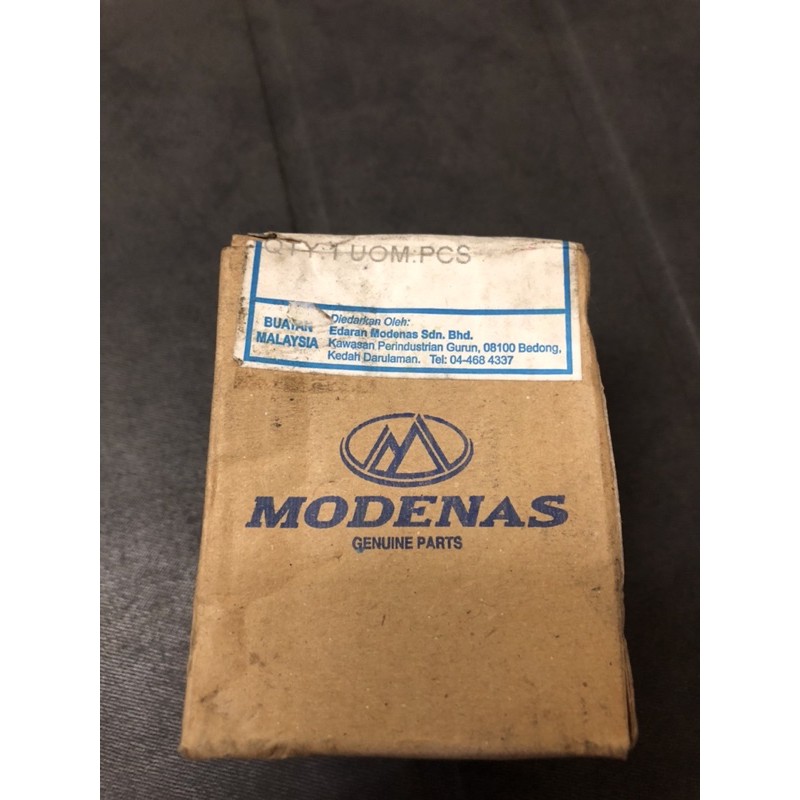 QTY:1 UOM:PCS
BUATAN
MALAYSIA
Diedarkan Oleh:
Edaran Modenas Sdn. Bhd.
Kawasan Perindustrian Gurun, 08100 Bedong,
Kedah Darulaman. Tel: 04-468 4337
MODENAS
GENUINE PARTS